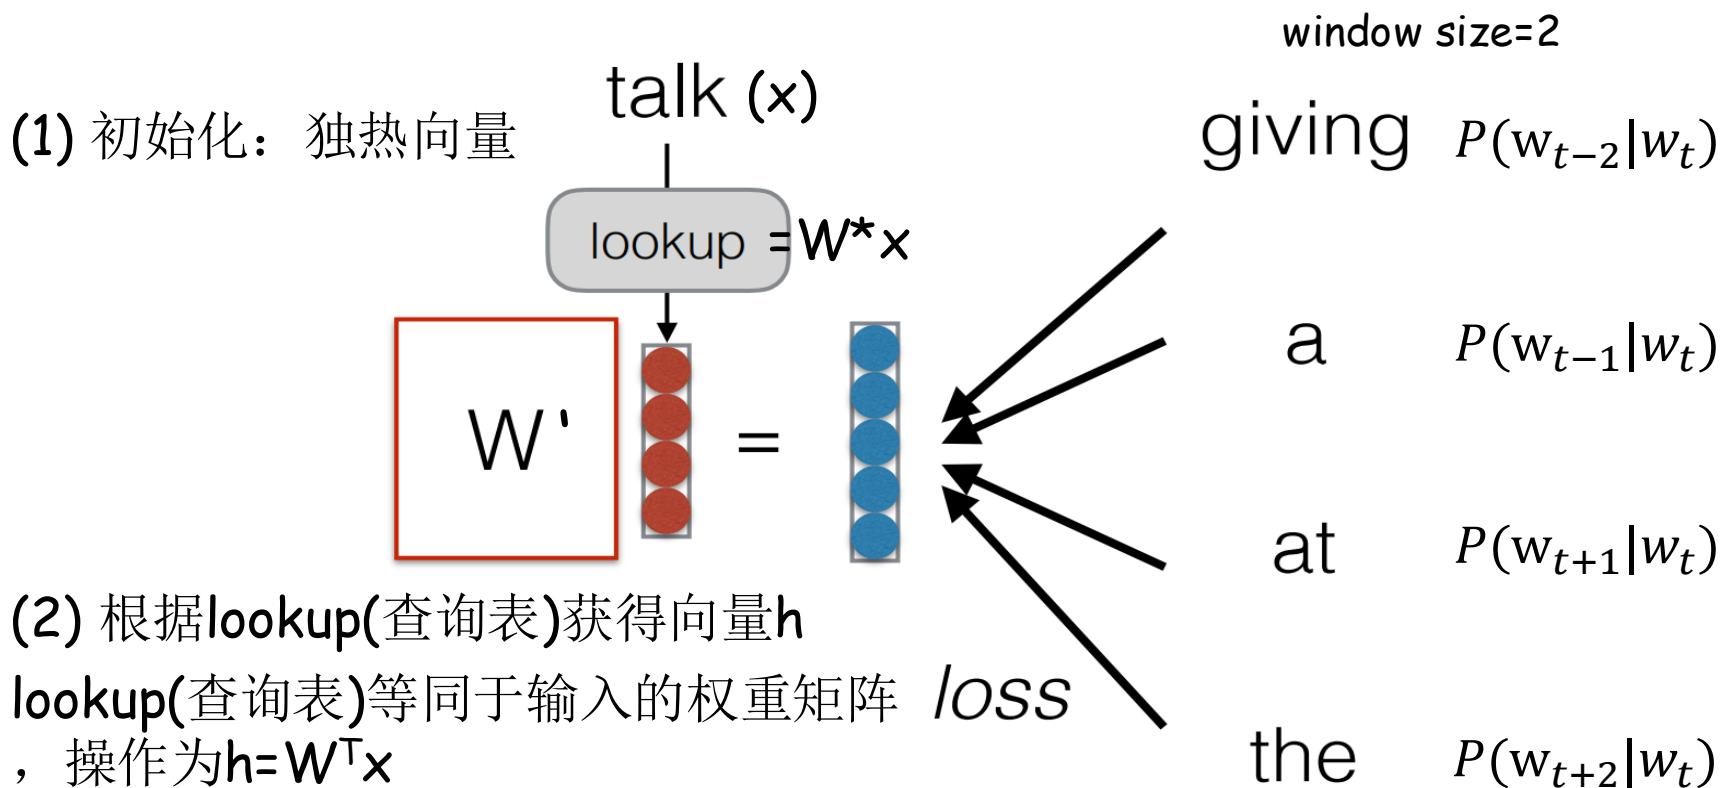 window size=2
talk (x)
(1) 初始化：独热向量
giving P(w_{t-2}|w_t)
lookup =W*x
a P(w_{t-1}|w_t)
W' =
at P(w_{t+1}|w_t)
(2) 根据lookup(查询表)获得向量h
lookup(查询表)等同于输入的权重矩阵
，操作为h=W^Tx
loss
the P(w_{t+2}|w_t)